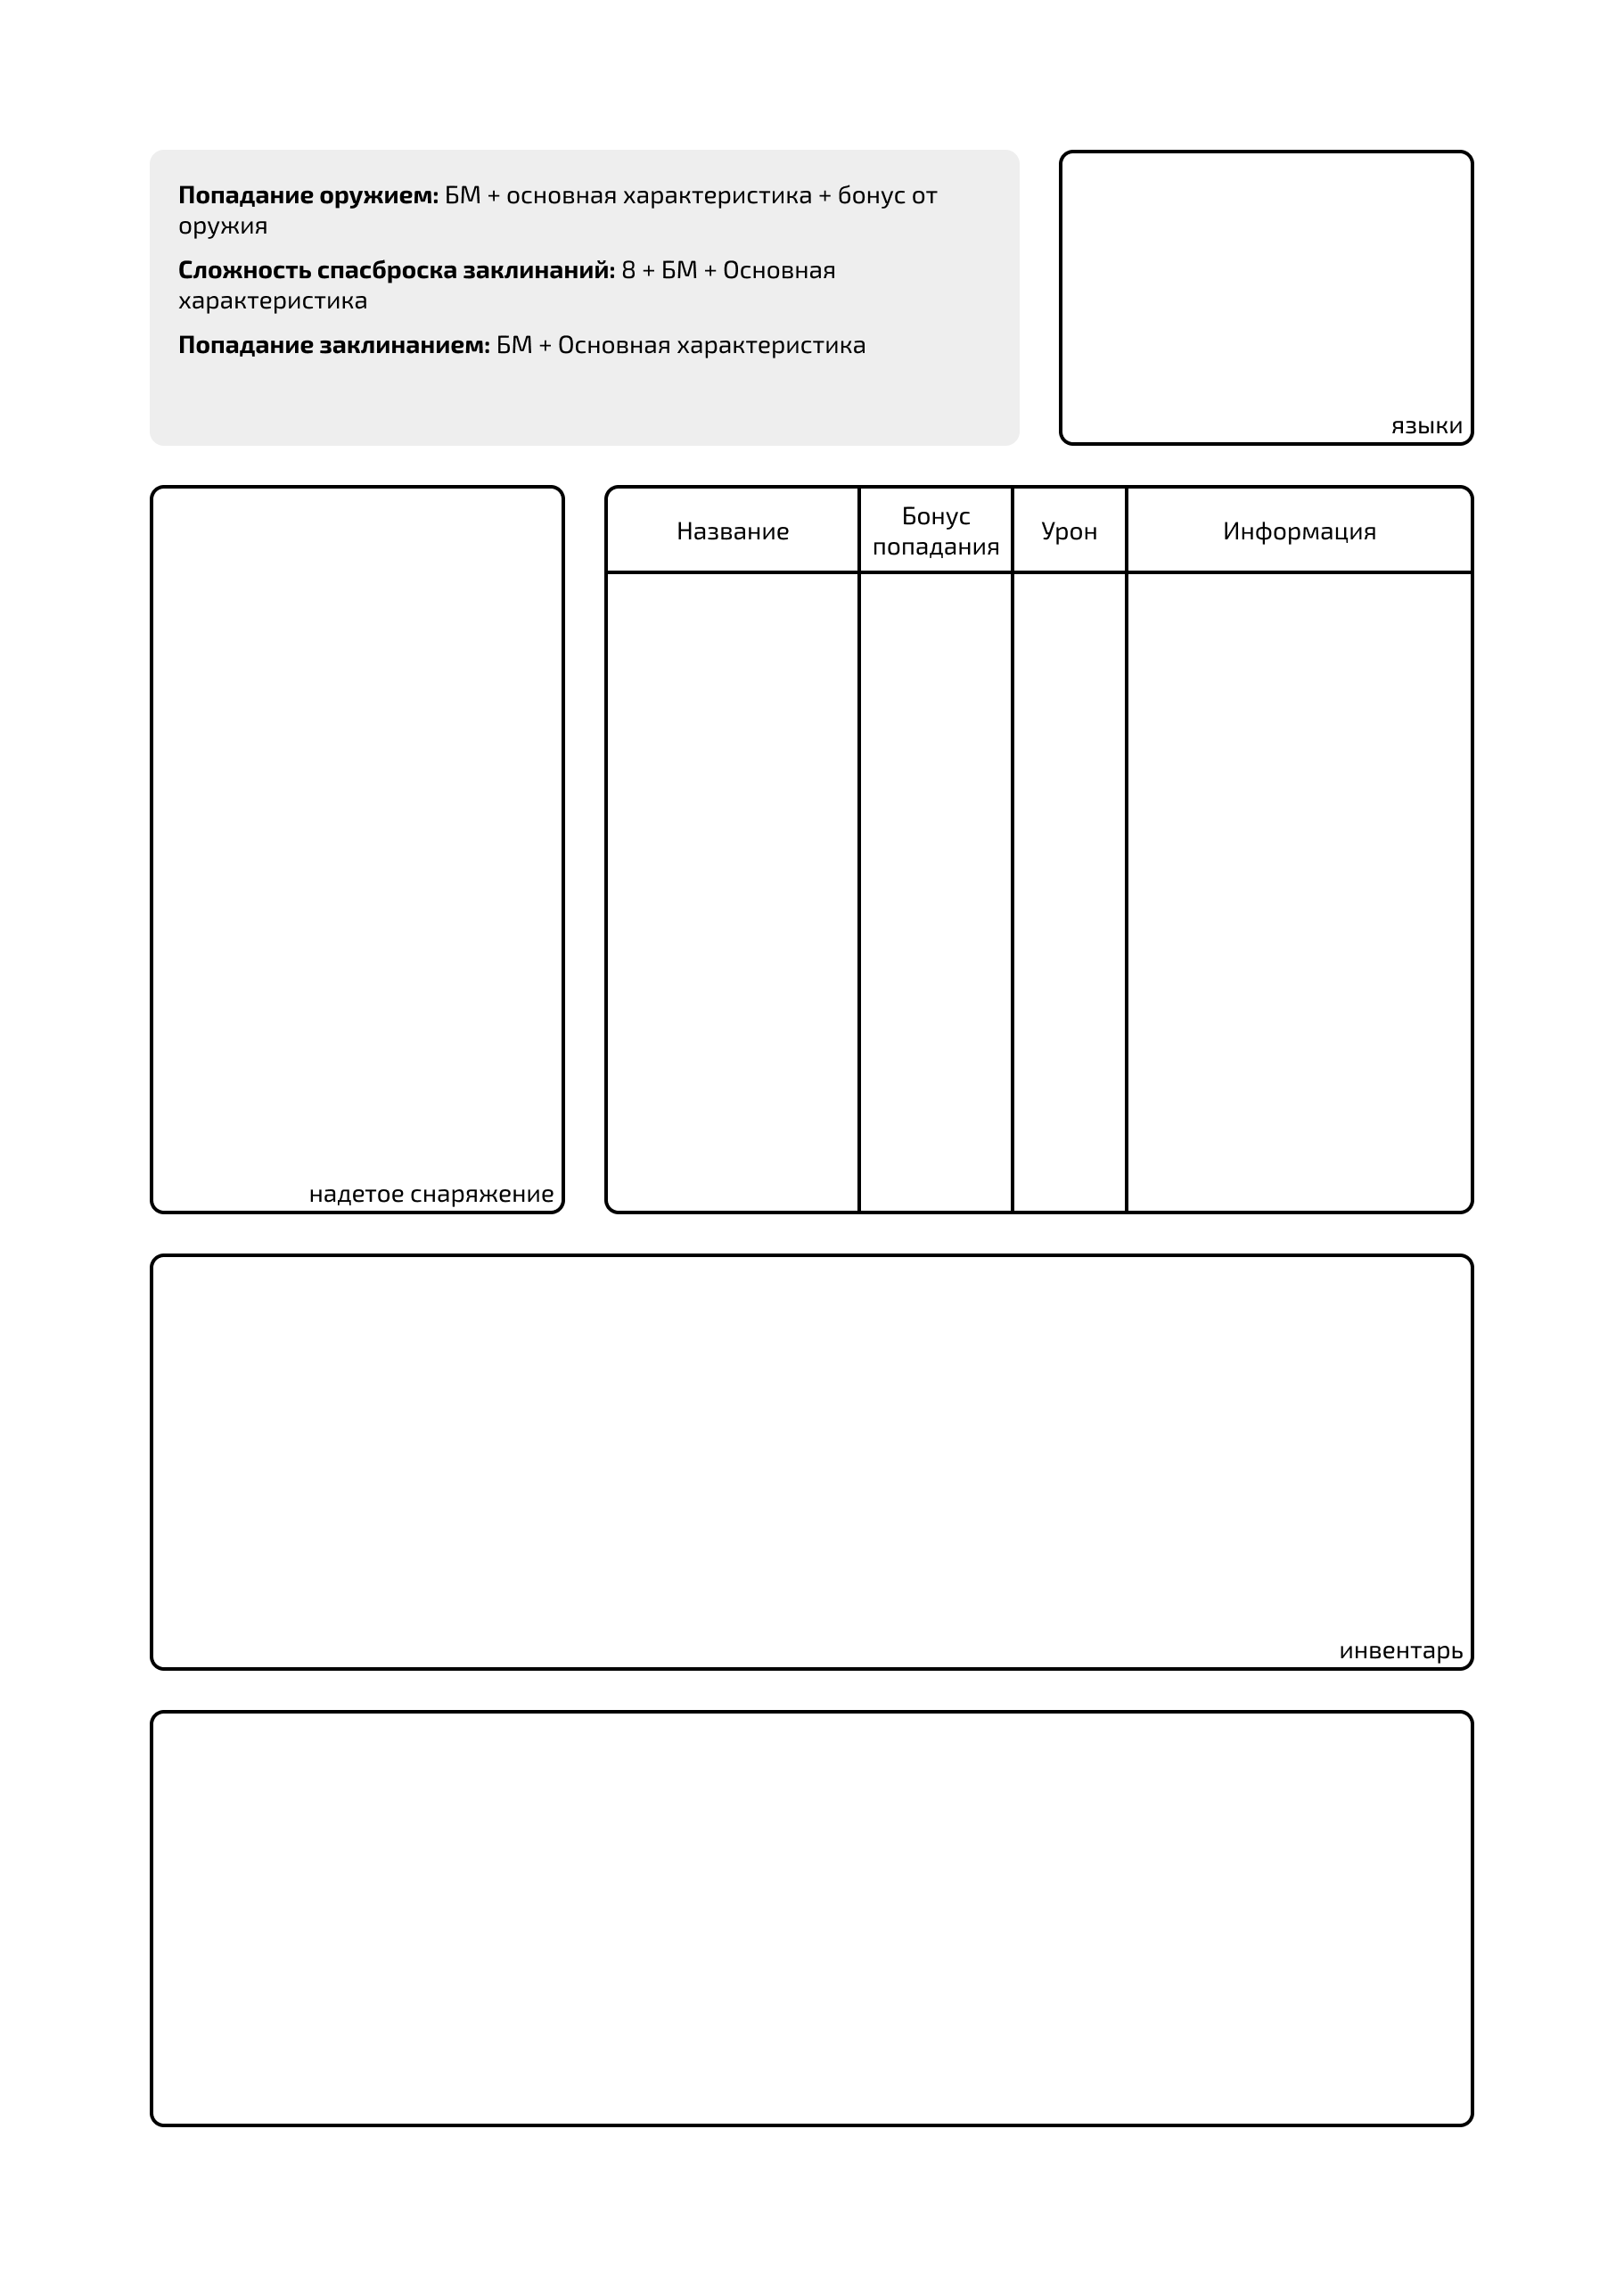 Попадание оружием: БМ + основная характеристика + бонус от
оружия
Сложность спасброска заклинаний: 8 + БМ + Основная
характеристика
Попадание заклинанием: БМ + Основная характеристика
языки
Название
Бонус
попадания
Урон
Информация
надетое снаряжение
инвентарь